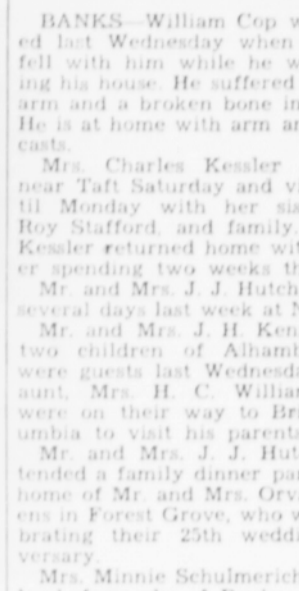 BANKS—William Cop w
ed last Wednesday when
fell with him while he w
ing his house. He suffered
arm and a broken bone in
He is at home with arm an
casts.
Mrs. Charles Kessler
near Taft Saturday and vi
til Monday with her sis
Roy Stafford, and family.
Kessler returned home wit
er spending two weeks th
Mr. and Mrs. J. J. Hutch
several days last week at N
Mr. and Mrs. J. H. Ken
two children of Alhamb
were guests last Wednesda
aunt, Mrs. H. C. William
were on their way to Bri
umbia to visit his parents
Mr. and Mrs. J. J. Hut
tended a family dinner par
home of Mr. and Mrs. Orv
ens in Forest Grove, who w
brating their 25th wedda
versary.
Mrs. Minnie Schulmerich